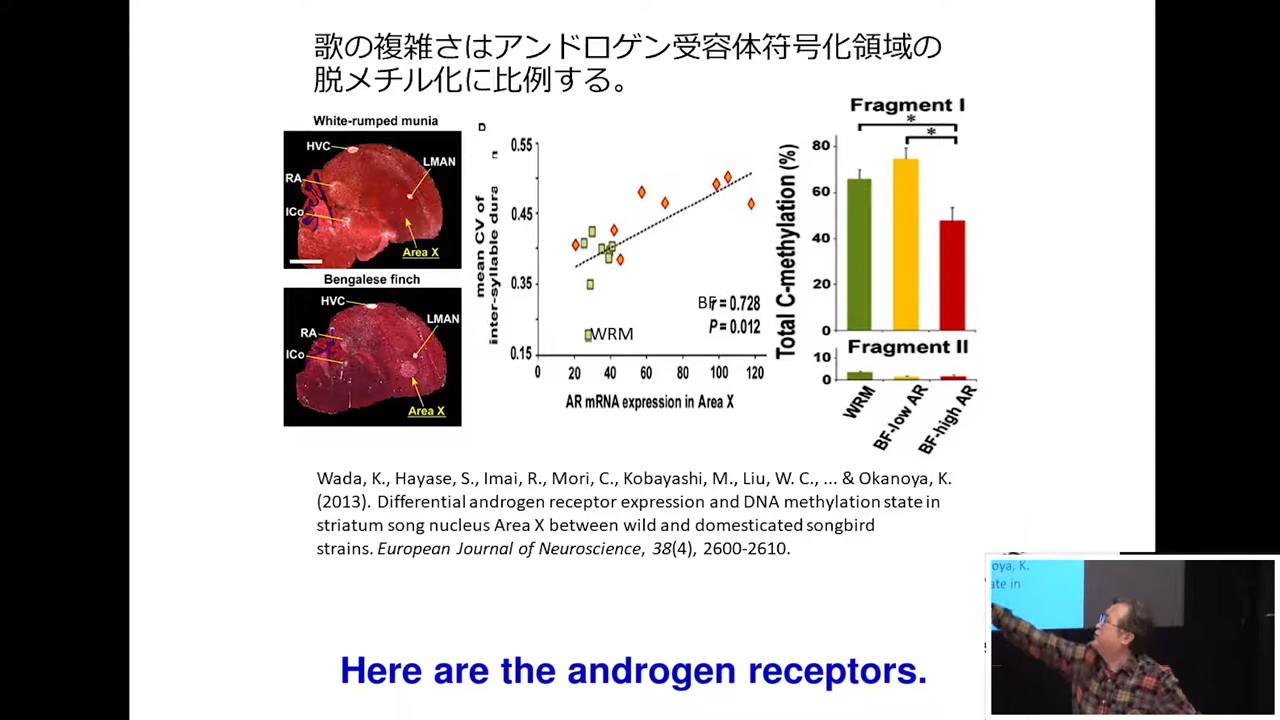 歌の複雑さはアンドロゲン受容体符号化領域の
脱メチル化に比例する。
White-rumped munia
HVC
LMAN
RA
ICo
Area X
Bengalese finch
HVC
LMAN
RA
ICo
Area X
D
n
mean CV of
inter-syllable dura
0.55
0.45
0.35
0.15
0 20 40 60 80 100 120
AR mRNA expression in Area X
BF
r = 0.728
P = 0.012
WRM
Fragment I
* 
*
Total C-methylation (%)
80
60
40
20
0
Fragment II
10
0
WRM
BF-low AR
BF-high AR
Wada, K., Hayase, S., Imai, R., Mori, C., Kobayashi, M., Liu, W. C., ... & Okanoya, K.
(2013). Differential androgen receptor expression and DNA methylation state in
striatum song nucleus Area X between wild and domesticated songbird
strains. European Journal of Neuroscience, 38(4), 2600-2610.
oya, K.
ate in
Here are the androgen receptors.